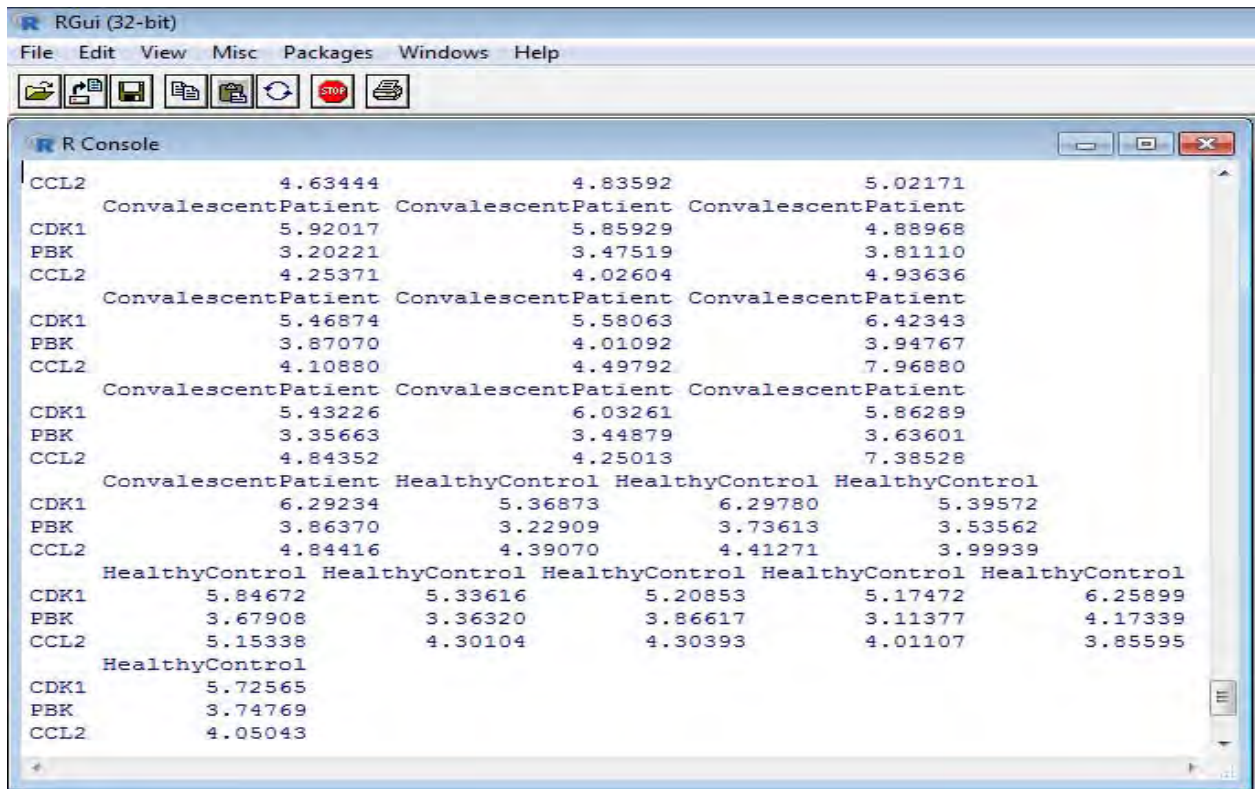 RGui (32-bit)
File Edit View Misc Packages Windows Help
STOP
R Console
CCL2 4.63444 4.83592 5.02171
ConvalescentPatient ConvalescentPatient ConvalescentPatient
CDK1 5.92017 5.85929 4.88968
PBK 3.20221 3.47519 3.81110
CCL2 4.25371 4.02604 4.93636
ConvalescentPatient ConvalescentPatient ConvalescentPatient
CDK1 5.46874 5.58063 6.42343
PBK 3.87070 4.01092 3.94767
CCL2 4.10880 4.49792 7.96880
ConvalescentPatient ConvalescentPatient ConvalescentPatient
CDK1 5.43226 6.03261 5.86289
PBK 3.35663 3.44879 3.63601
CCL2 4.84352 4.25013 7.38528
ConvalescentPatient HealthyControl HealthyControl HealthyControl
CDK1 6.29234 5.36873 6.29780 5.39572
PBK 3.86370 3.22909 3.73613 3.53562
CCL2 4.84416 4.39070 4.41271 3.99939
HealthyControl HealthyControl HealthyControl HealthyControl HealthyControl
CDK1 5.84672 5.33616 5.20853 5.17472 6.25899
PBK 3.67908 3.36320 3.86617 3.11377 4.17339
CCL2 5.15338 4.30104 4.30393 4.01107 3.85595
HealthyControl
CDK1 5.72565
PBK 3.74769
CCL2 4.05043